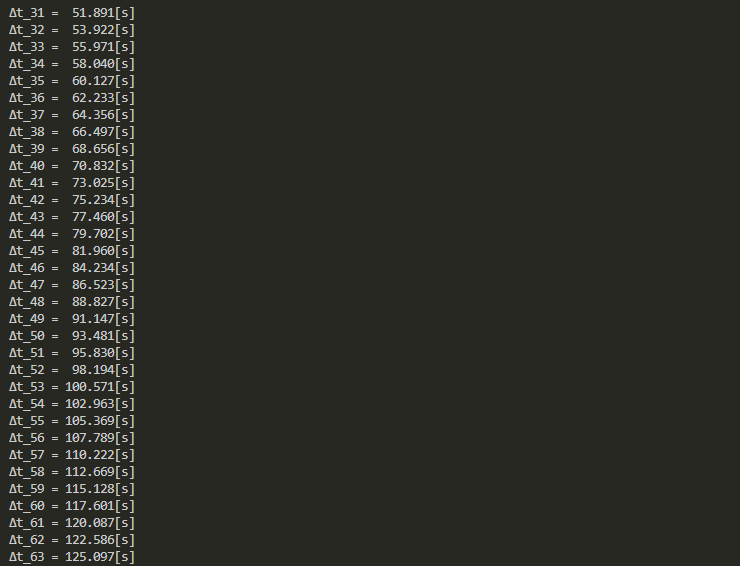 Δt_31 =  51.891[s]
Δt_32 =  53.922[s]
Δt_33 =  55.971[s]
Δt_34 =  58.040[s]
Δt_35 =  60.127[s]
Δt_36 =  62.233[s]
Δt_37 =  64.356[s]
Δt_38 =  66.497[s]
Δt_39 =  68.656[s]
Δt_40 =  70.832[s]
Δt_41 =  73.025[s]
Δt_42 =  75.234[s]
Δt_43 =  77.460[s]
Δt_44 =  79.702[s]
Δt_45 =  81.960[s]
Δt_46 =  84.234[s]
Δt_47 =  86.523[s]
Δt_48 =  88.827[s]
Δt_49 =  91.147[s]
Δt_50 =  93.481[s]
Δt_51 =  95.830[s]
Δt_52 =  98.194[s]
Δt_53 = 100.571[s]
Δt_54 = 102.963[s]
Δt_55 = 105.369[s]
Δt_56 = 107.789[s]
Δt_57 = 110.222[s]
Δt_58 = 112.669[s]
Δt_59 = 115.128[s]
Δt_60 = 117.601[s]
Δt_61 = 120.087[s]
Δt_62 = 122.586[s]
Δt_63 = 125.097[s]